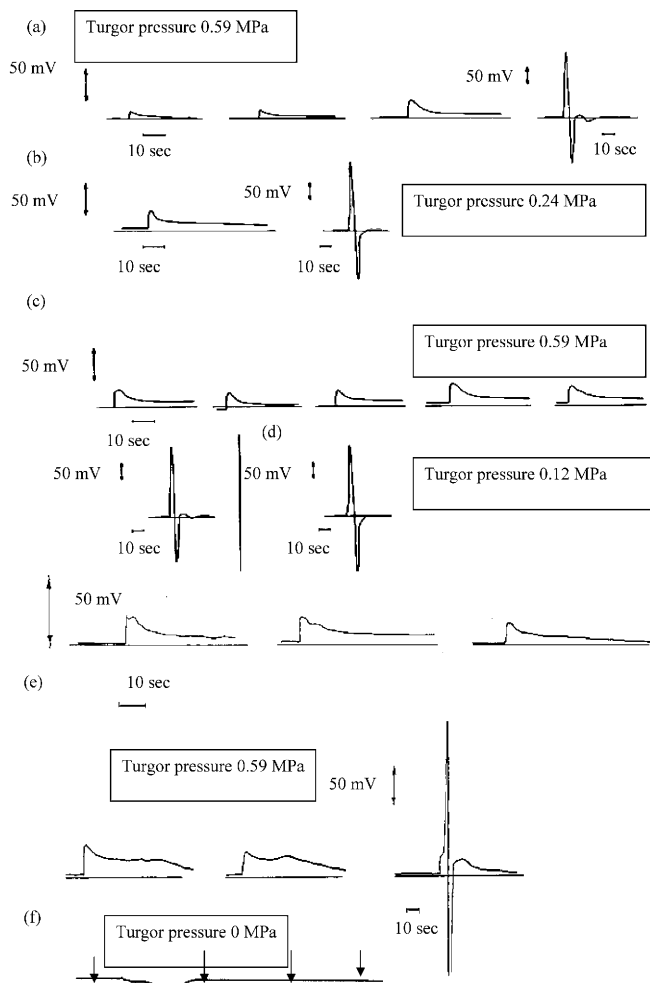 (a)
Turgor pressure 0.59 MPa
50 mV
50 mV
10 sec
10 sec
(b)
50 mV
50 mV
Turgor pressure 0.24 MPa
10 sec
10 sec
(c)
50 mV
Turgor pressure 0.59 MPa
10 sec
(d)
50 mV
50 mV
Turgor pressure 0.12 MPa
10 sec
10 sec
50 mV
(e)
10 sec
Turgor pressure 0.59 MPa
50 mV
10 sec
(f)
Turgor pressure 0 MPa